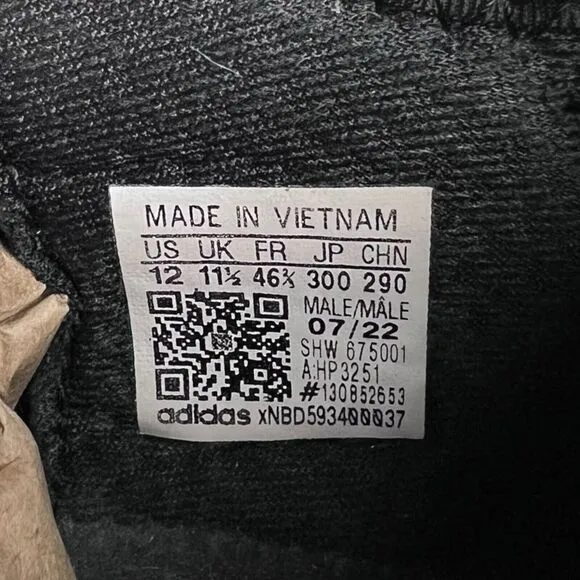 MADE IN VIETNAM
US UK FR JP CHN
12 11½ 46⅔ 300 290
MALE/MÂLE
07/22
SHW 675001
A:HP3251
#130852653
adidas xNBD593400037